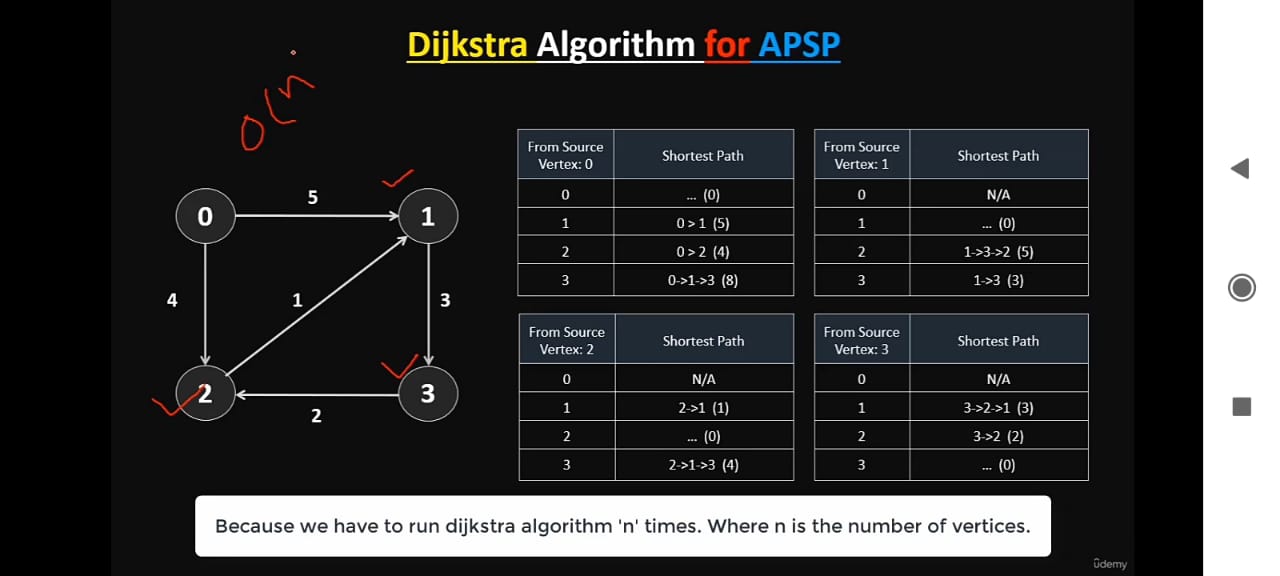 Dijkstra Algorithm for APSP
O(n
0
5
1
4
1
3
2
2
3
From Source Vertex: 0 Shortest Path
0 ... (0)
1 0 > 1 (5)
2 0 > 2 (4)
3 0->1->3 (8)
From Source Vertex: 1 Shortest Path
0 N/A
1 ... (0)
2 1->3->2 (5)
3 1->3 (3)
From Source Vertex: 2 Shortest Path
0 N/A
1 2->1 (1)
2 ... (0)
3 2->1->3 (4)
From Source Vertex: 3 Shortest Path
0 N/A
1 3->2->1 (3)
2 3->2 (2)
3 ... (0)
Because we have to run dijkstra algorithm 'n' times. Where n is the number of vertices.
ûdemy